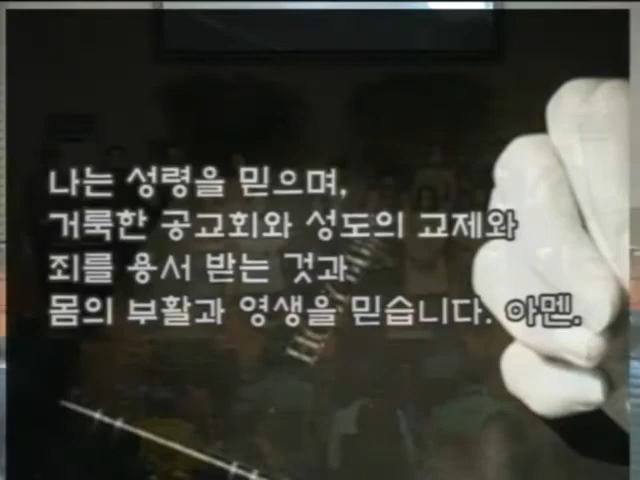 나는 성령을 믿으며,
거룩한 공교회와 성도의 교제와
죄를 용서 받는 것과
몸의 부활과 영생을 믿습니다. 아멘.
HOLY BIBLE